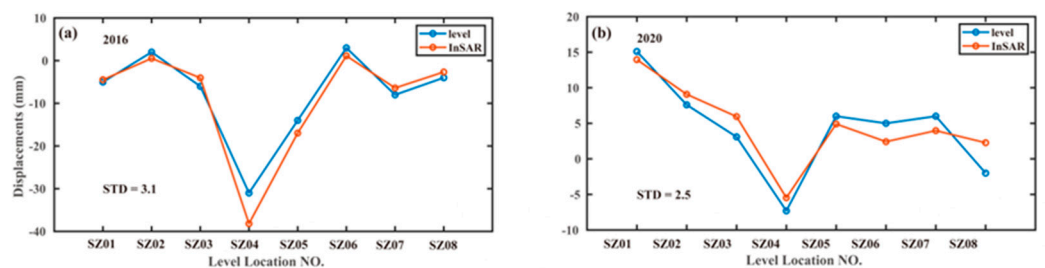 (a) 2016
level
InSAR
10
0
-10
-20
-30
-40
Displacements (mm)
STD = 3.1
SZ01 SZ02 SZ03 SZ04 SZ05 SZ06 SZ07 SZ08
Level Location NO.
(b) 2020
level
InSAR
20
15
10
5
0
-5
-10
STD = 2.5
SZ01 SZ02 SZ03 SZ04 SZ05 SZ06 SZ07 SZ08
Level Location NO.